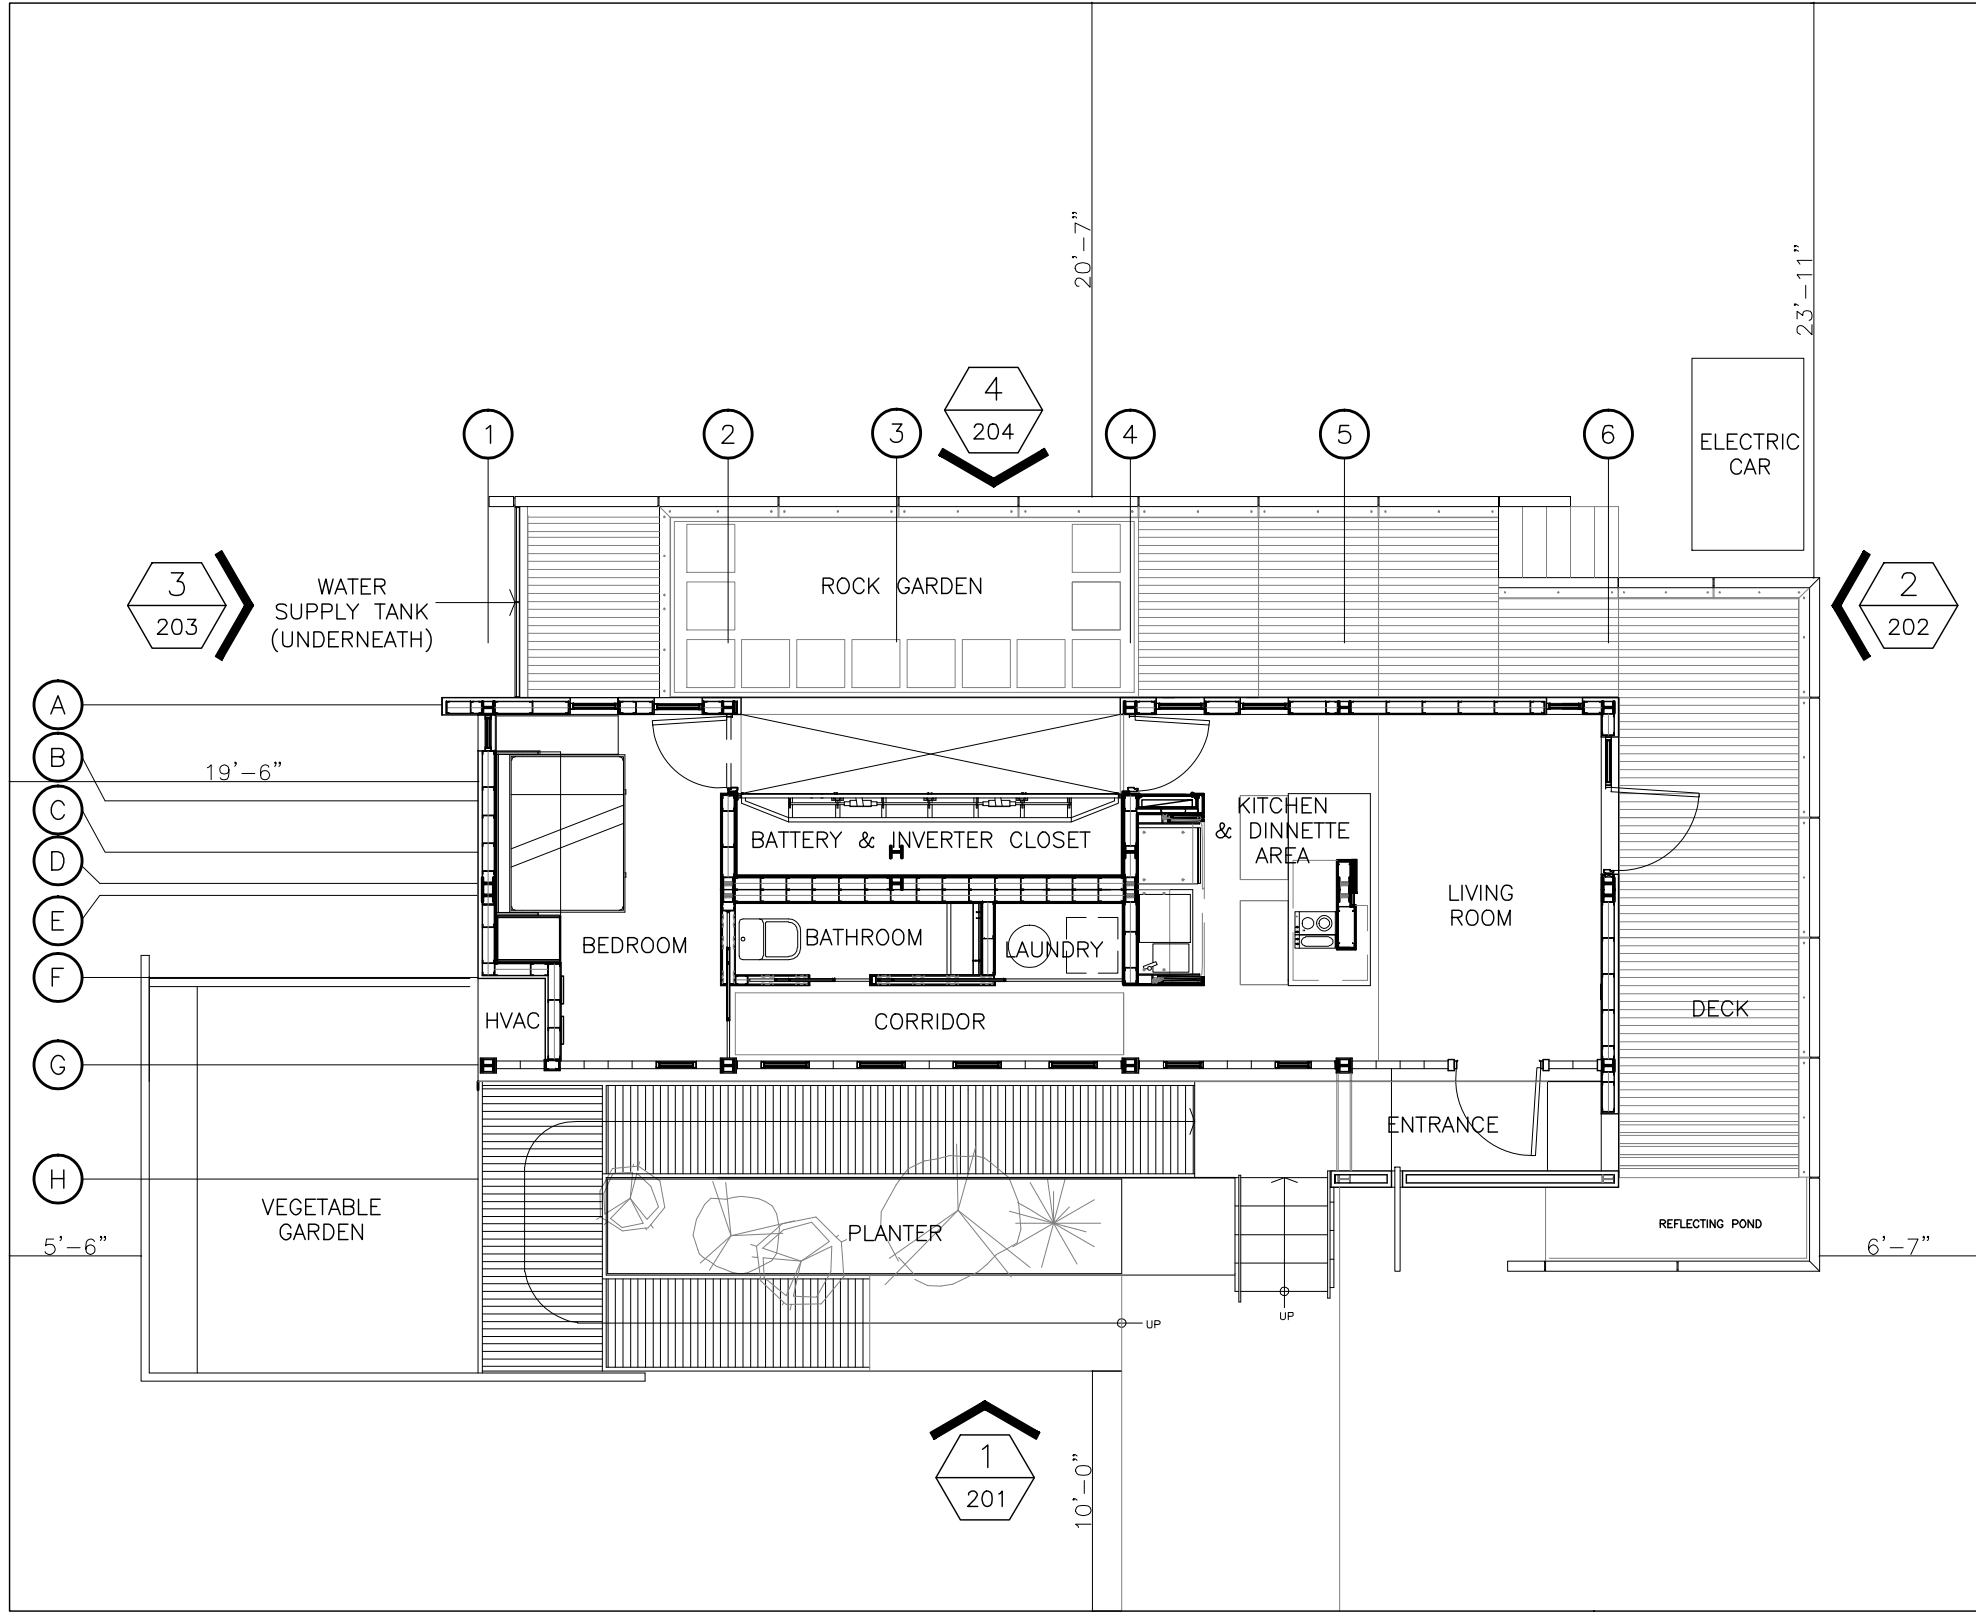 20'-7"
23'-11"
4
204
1
2
3
4
5
6
ELECTRIC
CAR
3
203
WATER
SUPPLY TANK
(UNDERNEATH)
ROCK GARDEN
2
202
A
B
19'-6"
C
D
E
F
G
H
KITCHEN
& DINNETTE
AREA
BATTERY & INVERTER CLOSET
LIVING
ROOM
BEDROOM
BATHROOM
LAUNDRY
HVAC
CORRIDOR
DECK
ENTRANCE
VEGETABLE
GARDEN
PLANTER
REFLECTING POND
5'-6"
6'-7"
UP
UP
1
201
10'-0"